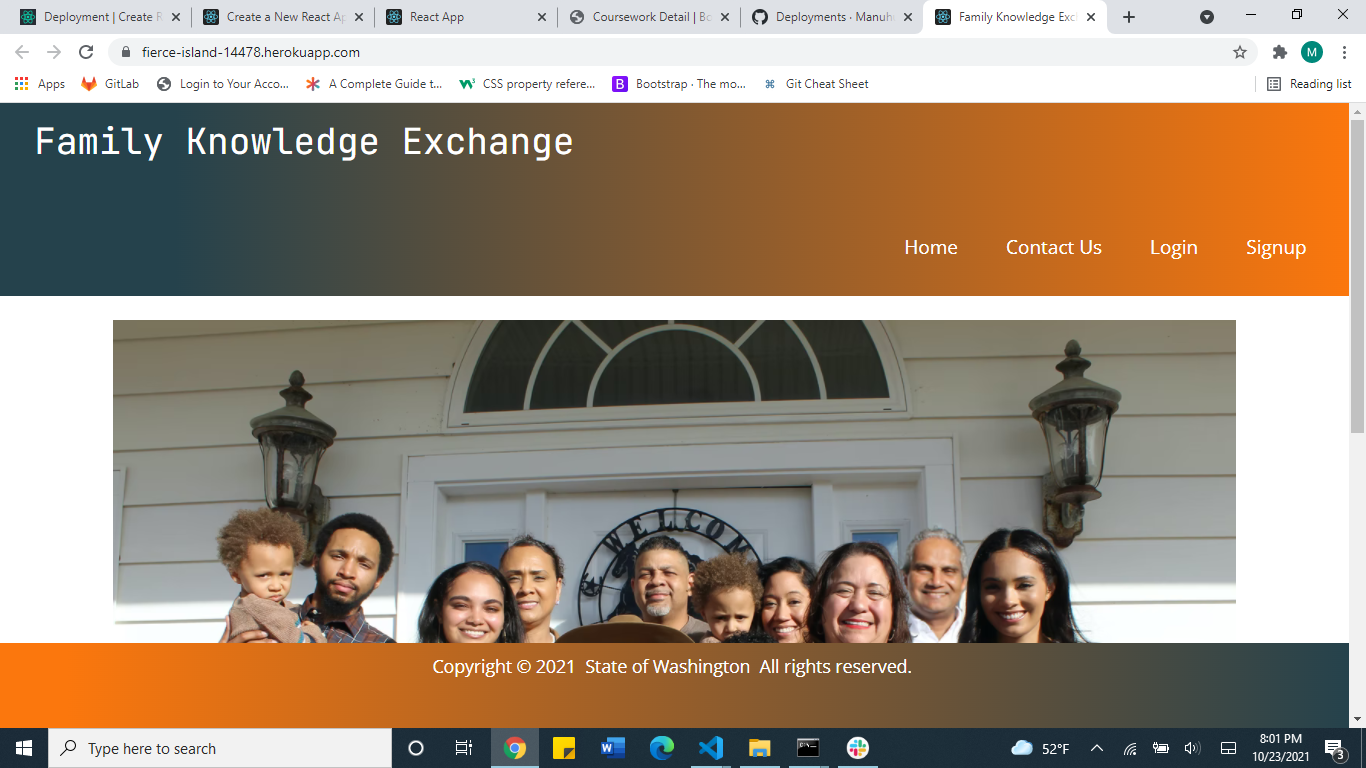 Deployment | Create R
Create a New React Ap
React App
Coursework Detail | Bo
Deployments · Manuh
Family Knowledge Exch
fierce-island-14478.herokuapp.com
M
Apps
GitLab
Login to Your Acco...
A Complete Guide t...
CSS property refere...
B
Bootstrap · The mo...
Git Cheat Sheet
Reading list
Family Knowledge Exchange
Home
Contact Us
Login
Signup
WELCOM
Copyright © 2021 State of Washington All rights reserved.
Type here to search
52°F
8:01 PM
10/23/2021
3